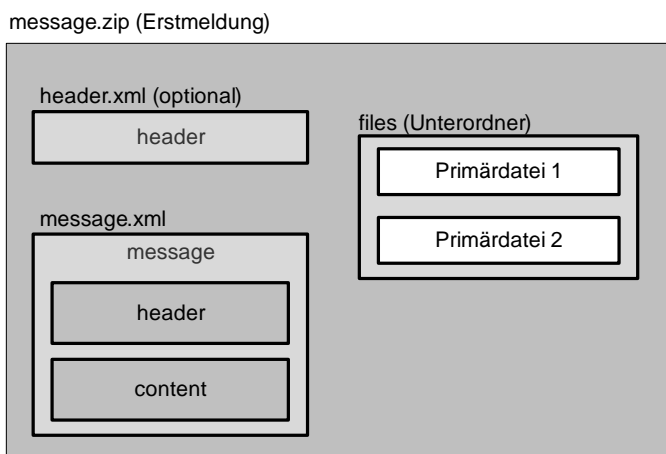 message.zip (Erstmeldung)
header.xml (optional)
header
message.xml
message
header
content
files (Unterordner)
Primärdatei 1
Primärdatei 2